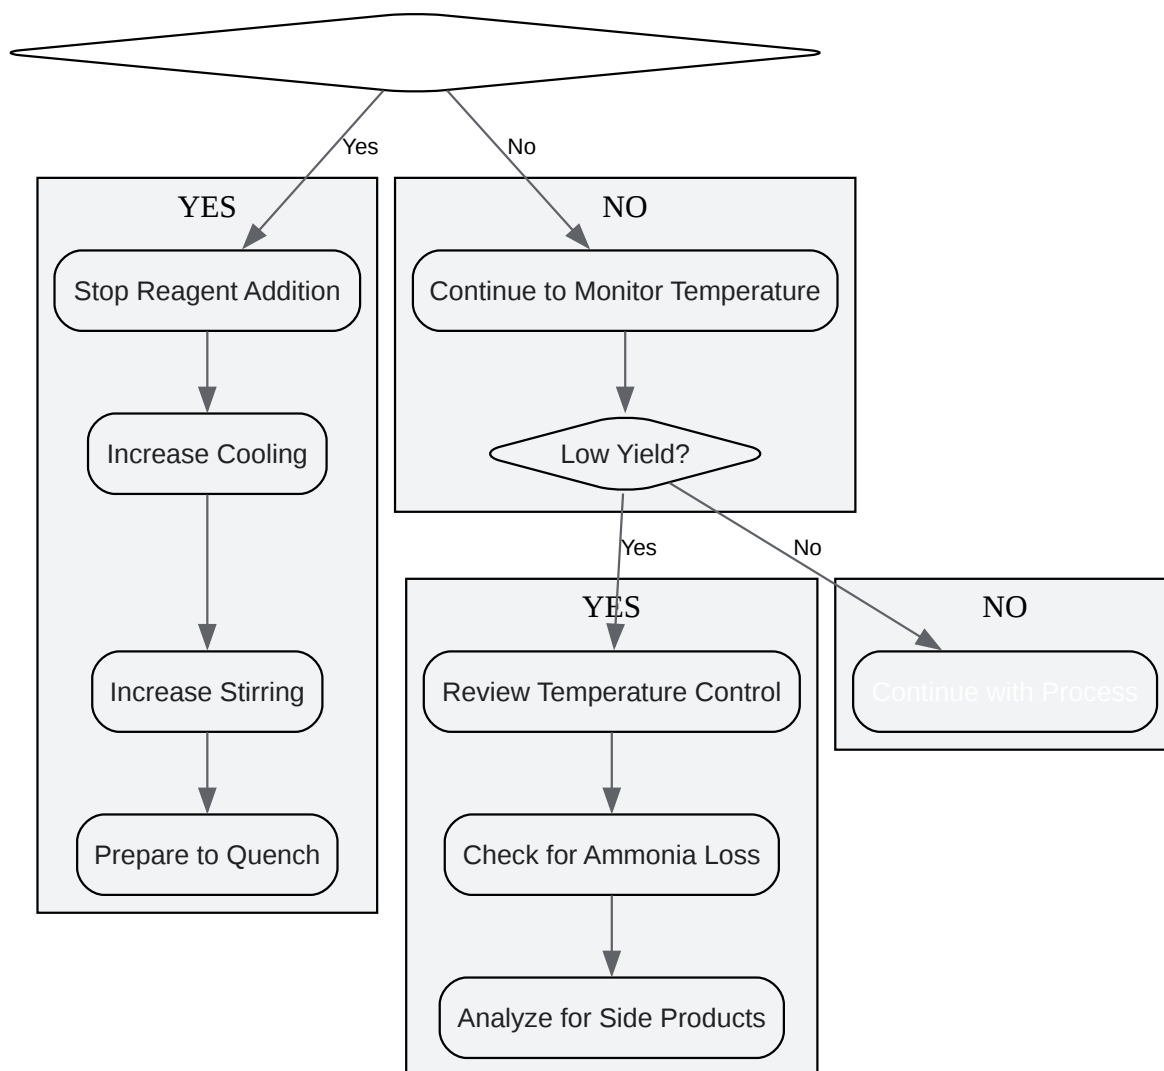 Yes
No
YES
NO
Stop Reagent Addition
Continue to Monitor Temperature
Increase Cooling
Low Yield?
Yes
No
YES
NO
Increase Stirring
Review Temperature Control
Continue with Process
Prepare to Quench
Check for Ammonia Loss
Analyze for Side Products